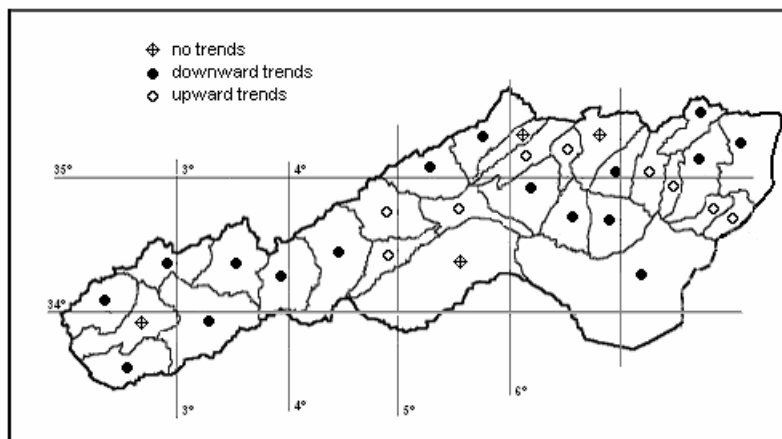 no trends
downward trends
upward trends
35° 3° 4°
34°
3° 4° 5° 6°